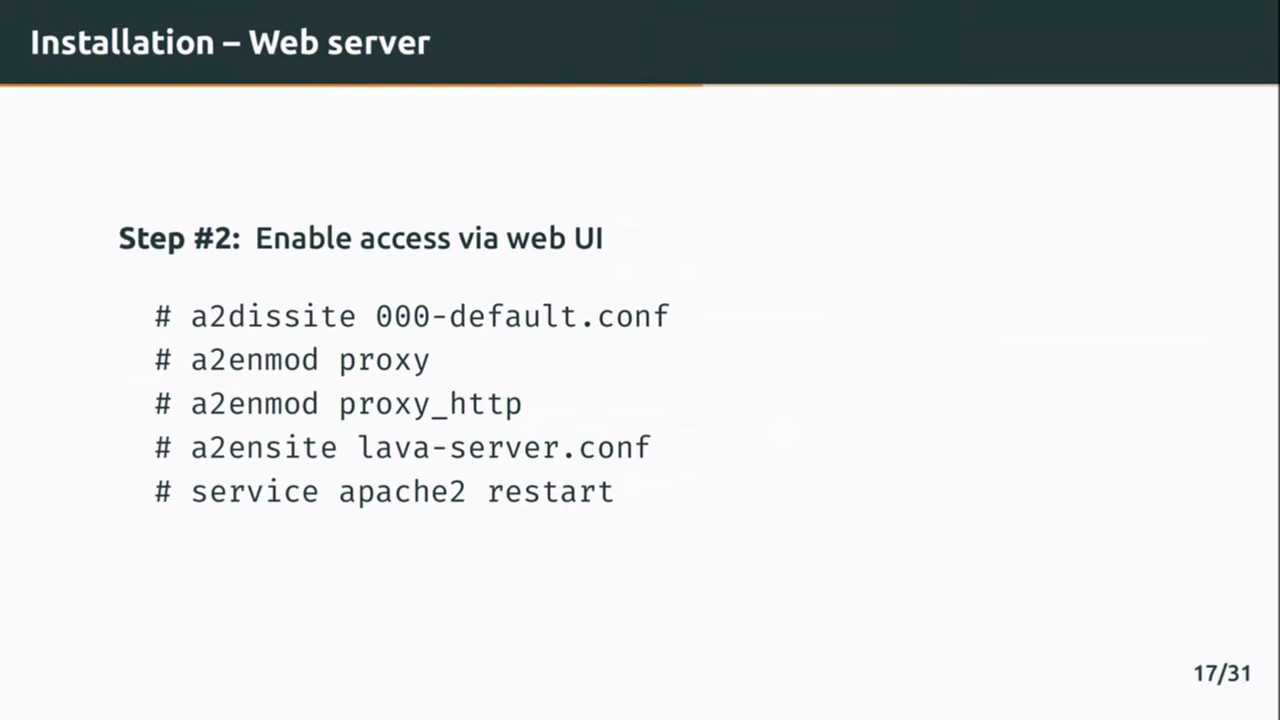 Installation – Web server
Step #2: Enable access via web UI
# a2dissite 000-default.conf
# a2enmod proxy
# a2enmod proxy_http
# a2ensite lava-server.conf
# service apache2 restart
17/31